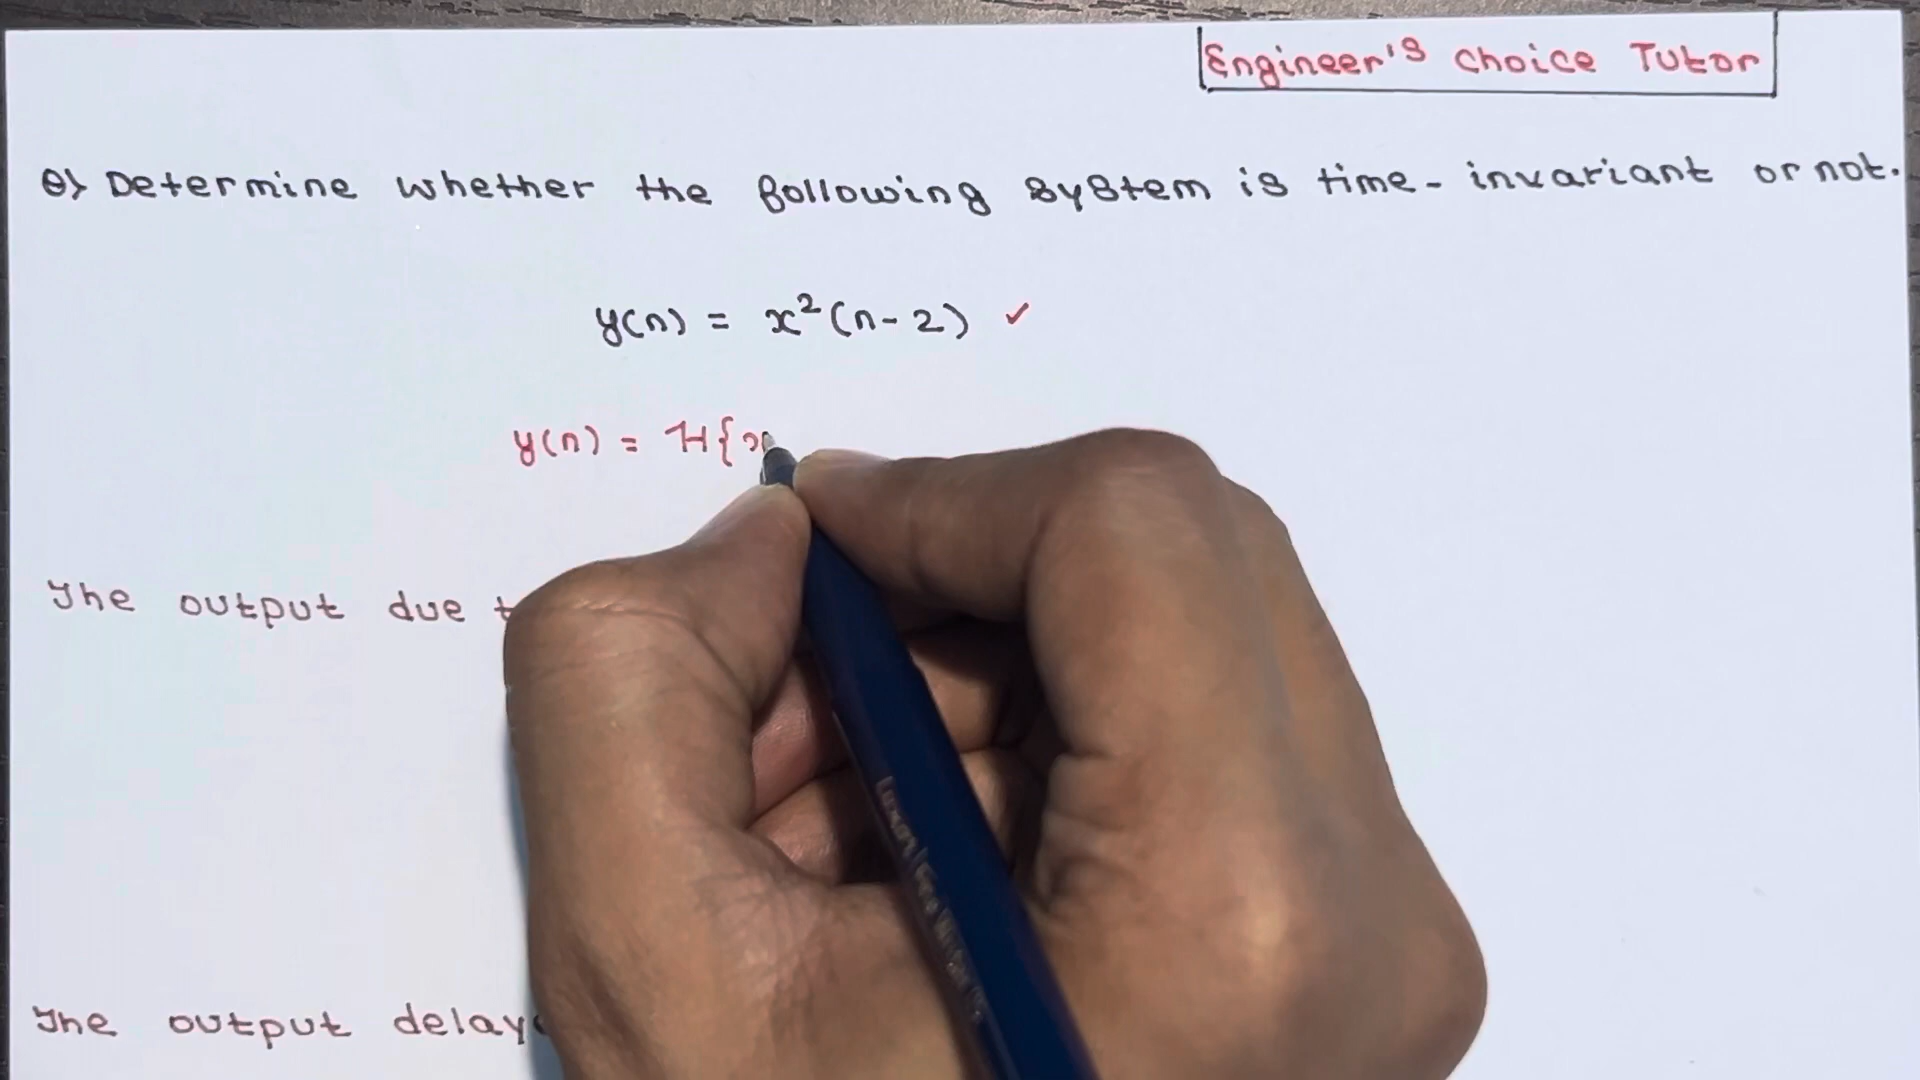 Engineer's Choice Tutor
Q) Determine whether the following system is time-invariant or not.
y(n) = x²(n-2) ✓
y(n) = H{x
The output due
The output